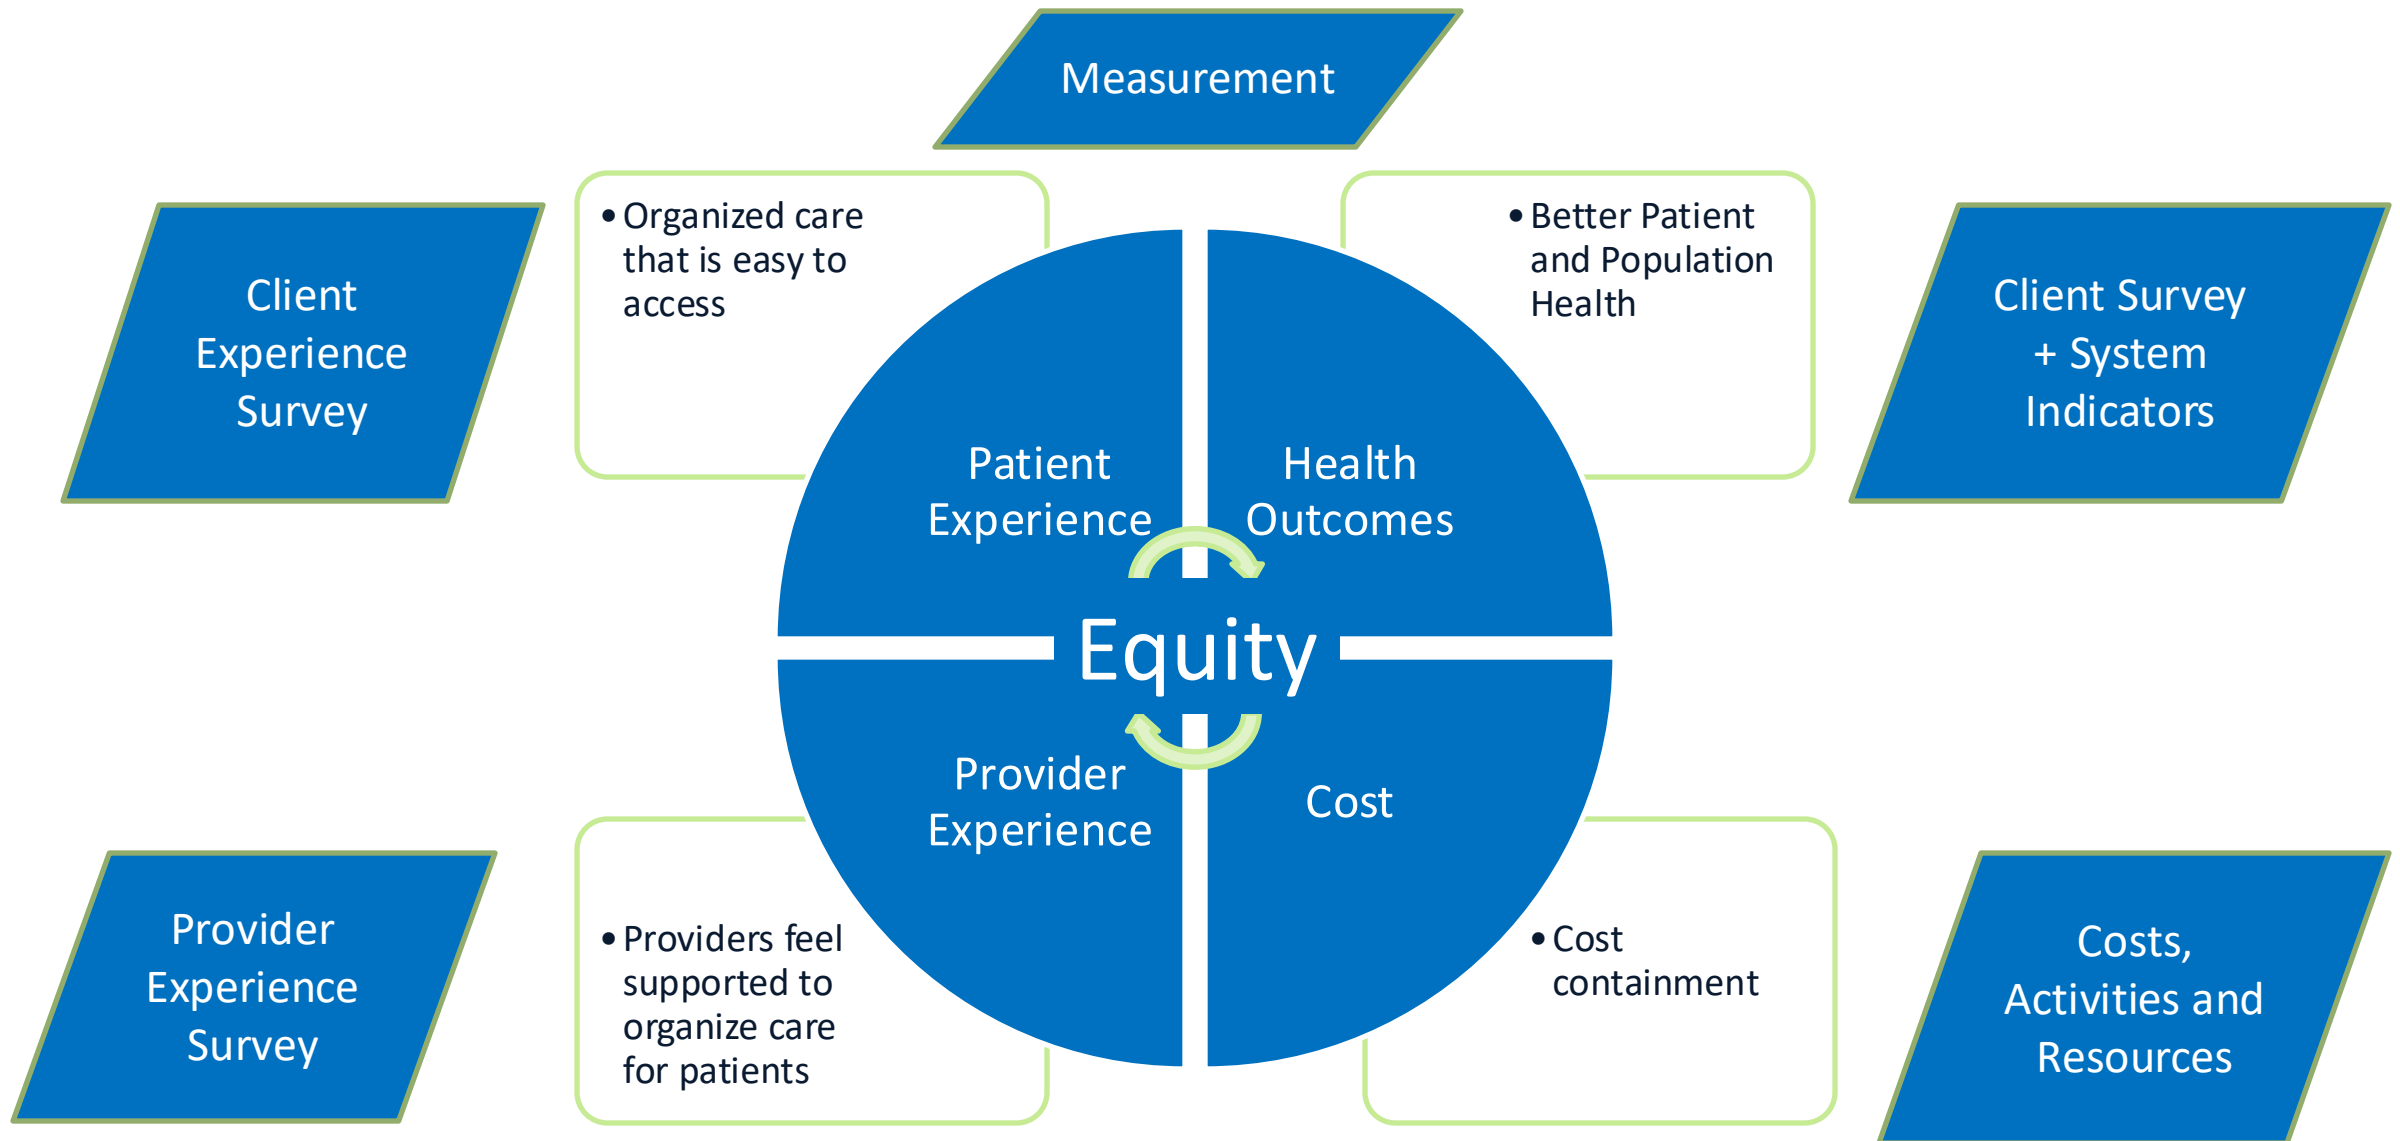 Measurement
Client
Experience
Survey
• Organized care
that is easy to
access
• Better Patient
and Population
Health
Client Survey
+ System
Indicators
Patient
Experience
Health
Outcomes
Equity
Provider
Experience
Cost
Provider
Experience
Survey
• Providers feel
supported to
organize care
for patients
• Cost
containment
Costs,
Activities and
Resources